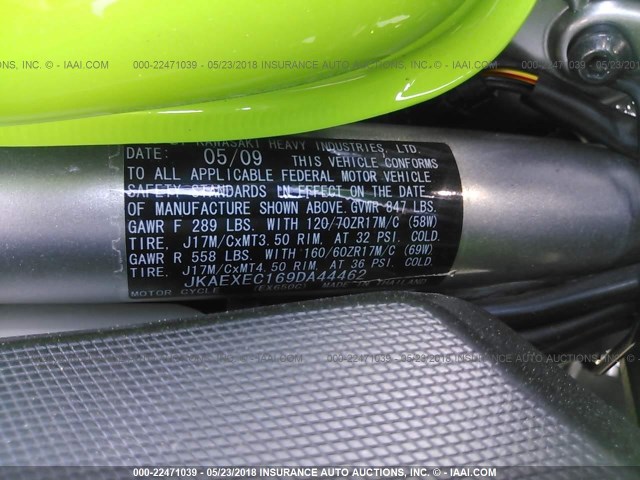 000-22471039 - 05/23/2018 INSURANCE AUTO AUCTIONS, INC. - © IAAI.COM
KAWASAKI HEAVY INDUSTRIES, LTD.
DATE: 05/09 THIS VEHICLE CONFORMS
TO ALL APPLICABLE FEDERAL MOTOR VEHICLE
SAFETY STANDARDS IN EFFECT ON THE DATE
OF MANUFACTURE SHOWN ABOVE. GVWR 847 LBS.
GAWR F 289 LBS. WITH 120/70ZR17M/C (58W)
TIRE, J17M/CxMT3.50 RIM, AT 32 PSI. COLD.
GAWR R 558 LBS. WITH 160/60ZR17M/C (69W)
TIRE, J17M/CxMT4.50 RIM, AT 36 PSI. COLD.
JKAEXEC169DA44462
MOTOR CYCLE (EX650C) MADE IN THAILAND
000-22471039 - 05/23/2018 INSURANCE AUTO AUCTIONS, INC. - © IAAI.COM
000-22471039 - 05/23/2018 INSURANCE AUTO AUCTIONS, INC. - © IAAI.COM